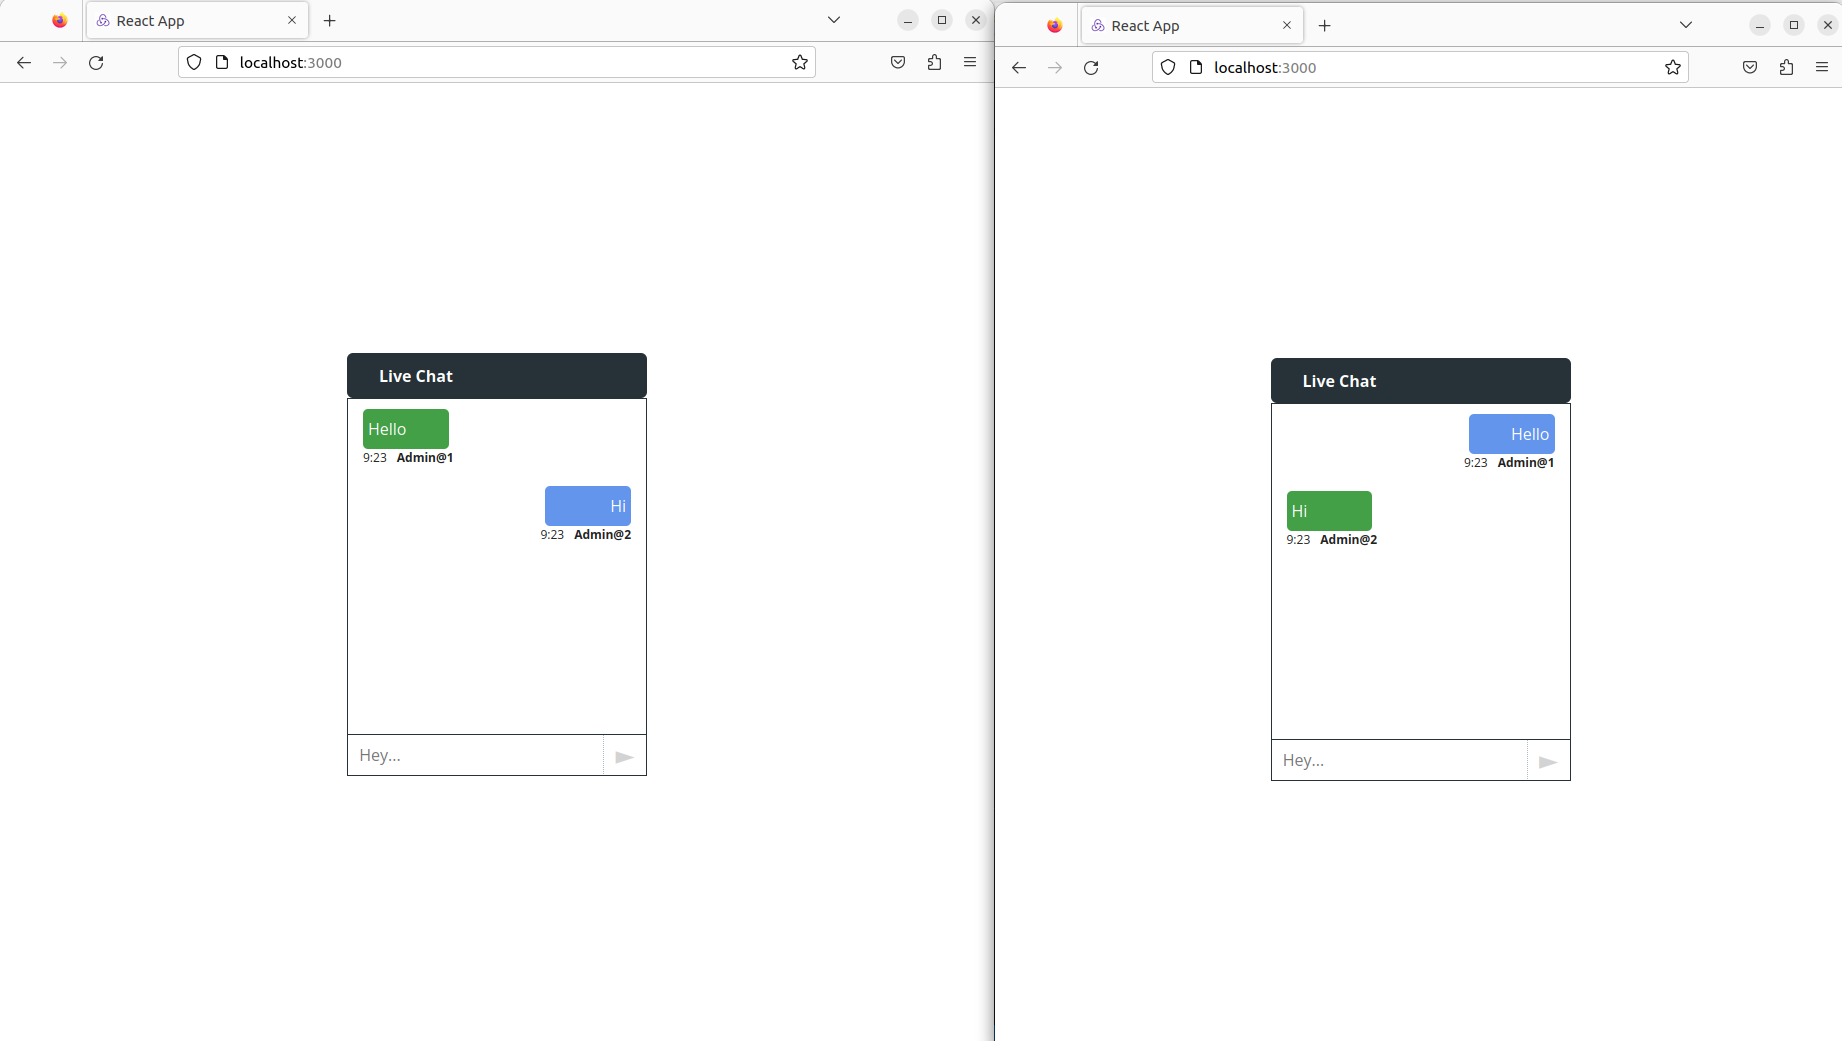 React App
localhost:3000
Live Chat
Hello
9:23 Admin@1
Hi
9:23 Admin@2
Hey...
React App
localhost:3000
Live Chat
Hello
9:23 Admin@1
Hi
9:23 Admin@2
Hey...